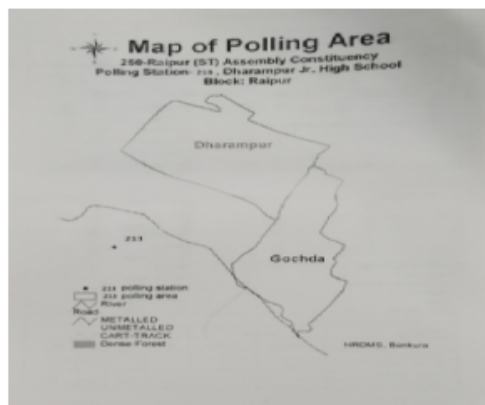 Map of Polling Area
250-Raipur (ST) Assembly Constituency
Polling Station- 213, Dharampur Jr. High School
Block: Raipur
Dharampur
213
Gochda
213 polling station
213 polling area
River
Road
METALLED
UNMETALLED
CART-TRACK
Dense Forest
NRDMS, Bankura